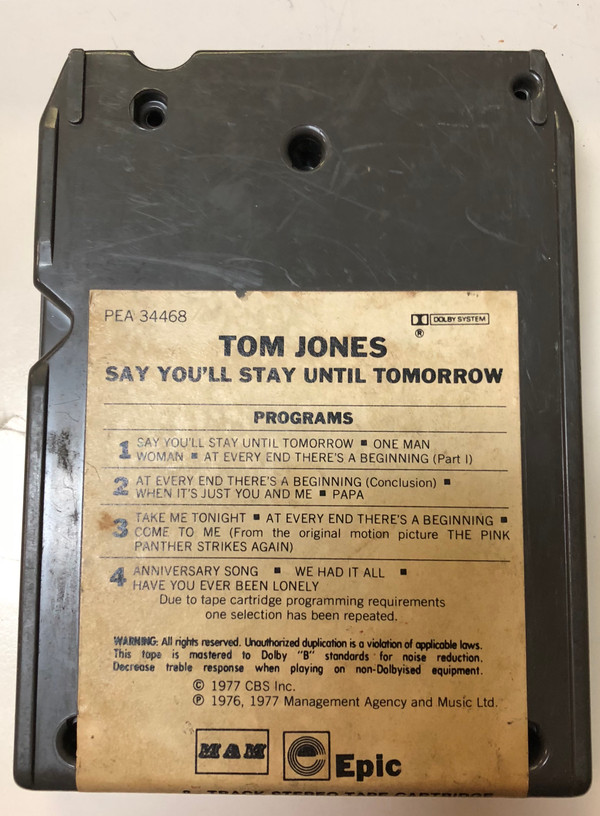 PEA 34468
DOLBY SYSTEM
®
TOM JONES
SAY YOU'LL STAY UNTIL TOMORROW
PROGRAMS
1 SAY YOU'LL STAY UNTIL TOMORROW ■ ONE MAN
WOMAN ■ AT EVERY END THERE'S A BEGINNING (Part I)
2 AT EVERY END THERE'S A BEGINNING (Conclusion) ■
WHEN IT'S JUST YOU AND ME ■ PAPA
3 TAKE ME TONIGHT ■ AT EVERY END THERE'S A BEGINNING ■
COME TO ME (From the original motion picture THE PINK
PANTHER STRIKES AGAIN)
4 ANNIVERSARY SONG ■ WE HAD IT ALL ■
HAVE YOU EVER BEEN LONELY
Due to tape cartridge programming requirements
one selection has been repeated.
WARNING: All rights reserved. Unauthorized duplication is a violation of applicable laws.
This tape is mastered to Dolby "B" standards for noise reduction.
Decrease treble response when playing on non-Dolbyised equipment.
© 1977 CBS Inc.
℗ 1976, 1977 Management Agency and Music Ltd.
MAM e Epic
8-TRACK STEREO TAPE CARTRIDGE